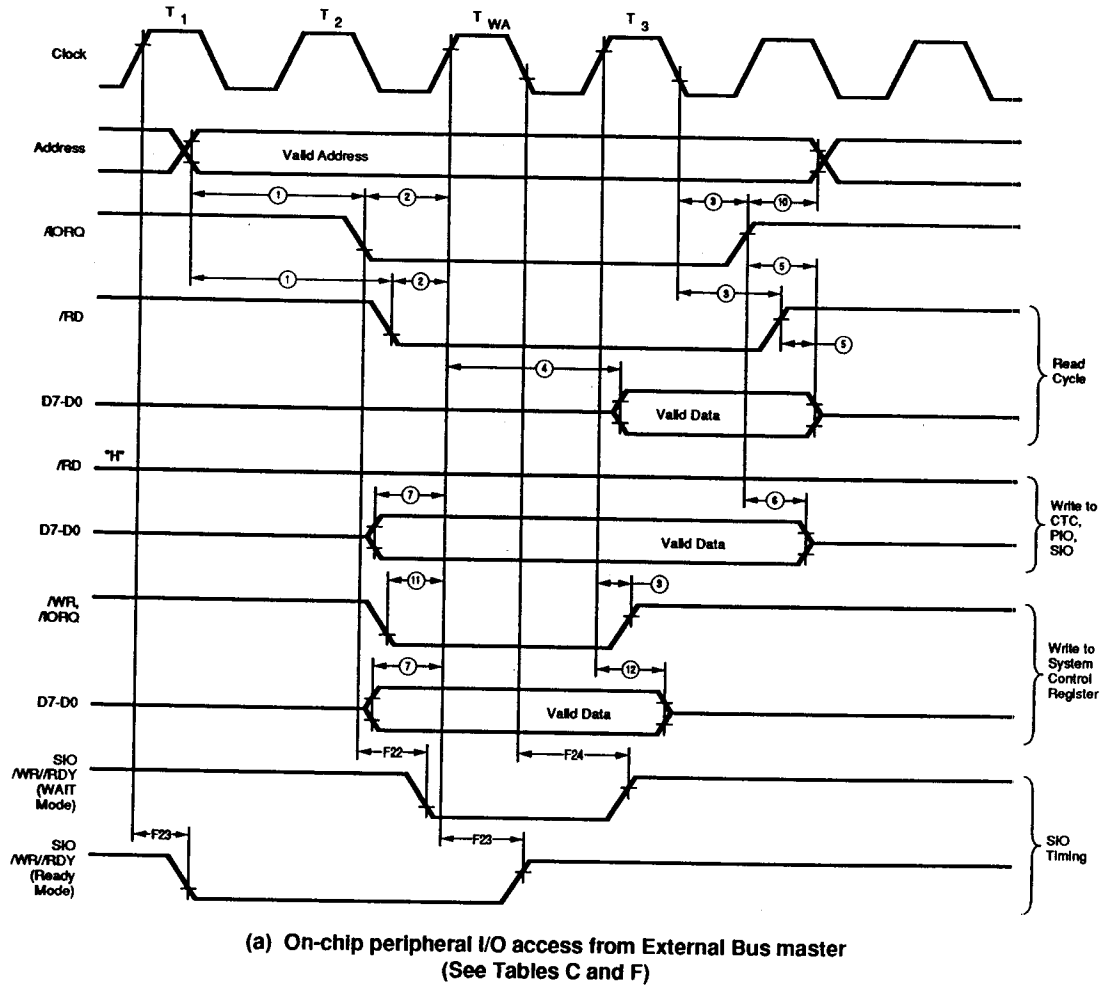 T1 T2 TWA T3
Clock
Address
Valid Address
1 2 3 10
/IORQ
5
1 2 3
/RD
5
Read
Cycle
4
D7-D0
Valid Data
/RD "H"
7 6
Write to
CTC,
PIO,
SIO
D7-D0
Valid Data
11 3
/WR,
/IORQ
7 12
Write to
System
Control
Register
D7-D0
Valid Data
F22 F24
SIO
/WR//RDY
(WAIT
Mode)
F23 F23
SIO
/WR//RDY
(Ready
Mode)
SIO
Timing
(a) On-chip peripheral I/O access from External Bus master
(See Tables C and F)